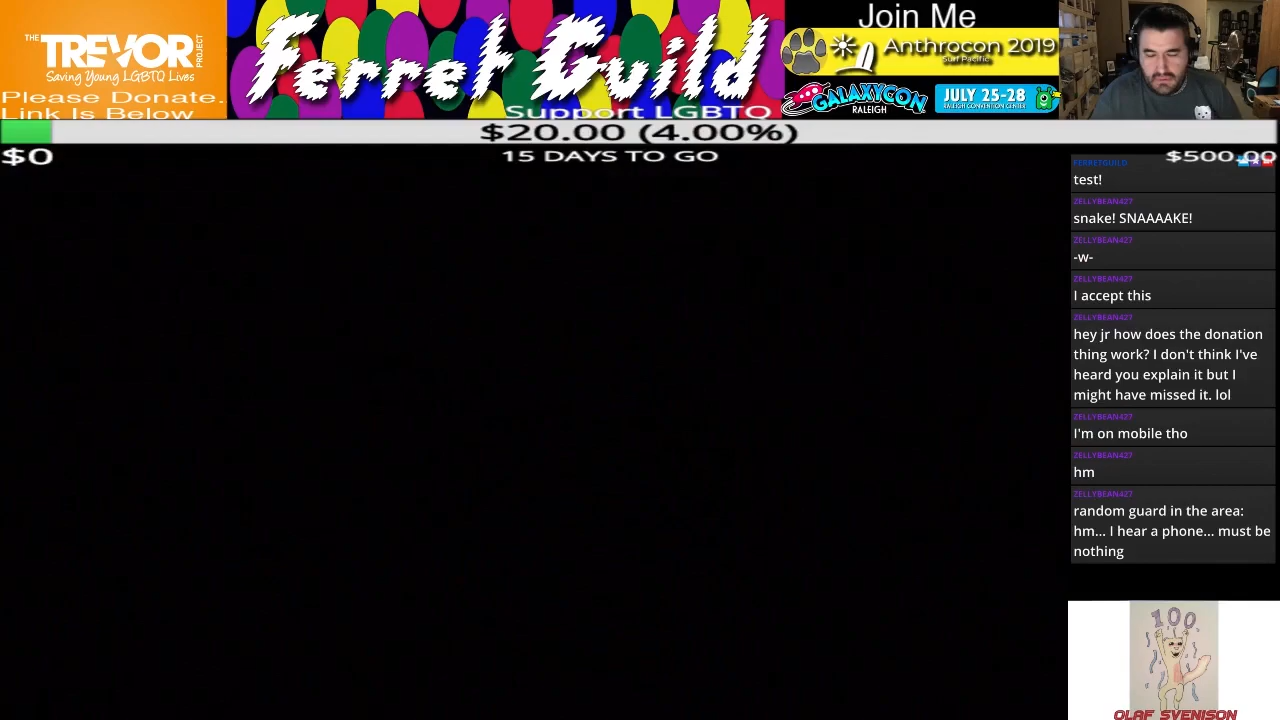 THE
TREVOR
PROJECT
Saving Young LGBTQ Lives
Please Donate.
Link Is Below
Ferret Guild
Support LGBTQ
Join Me
Anthrocon 2019
Surf Pacific
GALAXYCON
RALEIGH
JULY 25-28
RALEIGH CONVENTION CENTER
$20.00 (4.00%)
$0
15 DAYS TO GO
$500.00
FERRETGUILD
test!
ZELLYBEAN427
snake! SNAAAAKE!
ZELLYBEAN427
-w-
ZELLYBEAN427
I accept this
ZELLYBEAN427
hey jr how does the donation
thing work? I don't think I've
heard you explain it but I
might have missed it. lol
ZELLYBEAN427
I'm on mobile tho
ZELLYBEAN427
hm
ZELLYBEAN427
random guard in the area:
hm... I hear a phone... must be
nothing
100
OLAF SVENISON